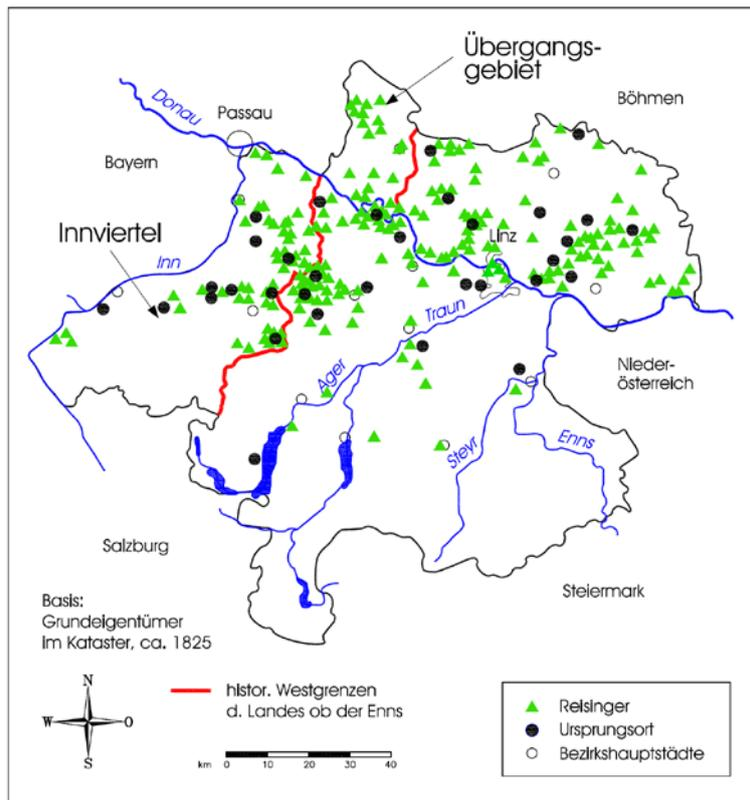 Übergangs-
gebiet
Böhmen
Donau
Passau
Bayern
Innviertel
Inn
Linz
Traun
Ager
Nieder-
österreich
Steyr
Enns
Salzburg
Steiermark
Basis:
Grundeigentümer
im Kataster, ca. 1825
N
W
O
S
histor. Westgrenzen
d. Landes ob der Enns
km 0 10 20 30 40
Reisinger
Ursprungsort
Bezirkshauptstädte